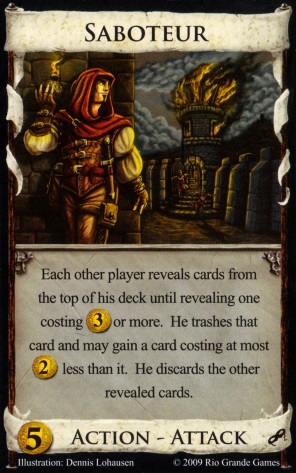 SABOTEUR
Each other player reveals cards from
the top of his deck until revealing one
costing 3 or more. He trashes that
card and may gain a card costing at most
2 less than it. He discards the other
revealed cards.
5 ACTION - ATTACK
Illustration: Dennis Lohausen © 2009 Rio Grande Games